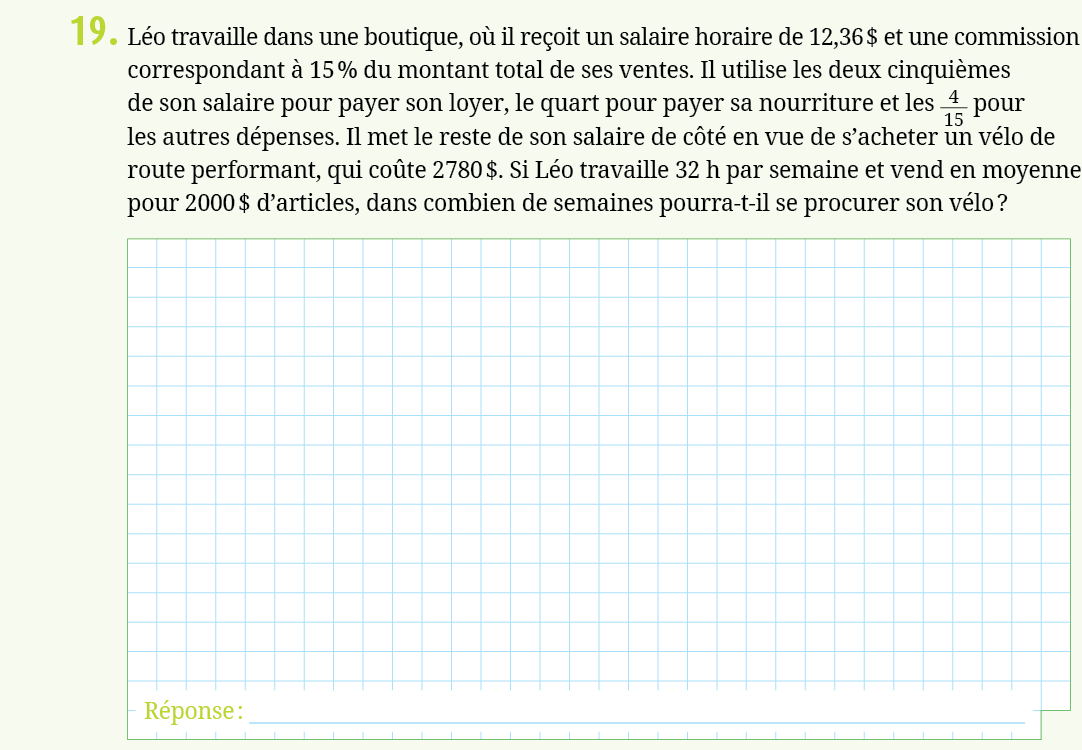 19. Léo travaille dans une boutique, où il reçoit un salaire horaire de 12,36 $ et une commission
correspondant à 15 % du montant total de ses ventes. Il utilise les deux cinquièmes
de son salaire pour payer son loyer, le quart pour payer sa nourriture et les 4/15 pour
les autres dépenses. Il met le reste de son salaire de côté en vue de s’acheter un vélo de
route performant, qui coûte 2780 $. Si Léo travaille 32 h par semaine et vend en moyenne
pour 2000 $ d’articles, dans combien de semaines pourra-t-il se procurer son vélo ?
Réponse :